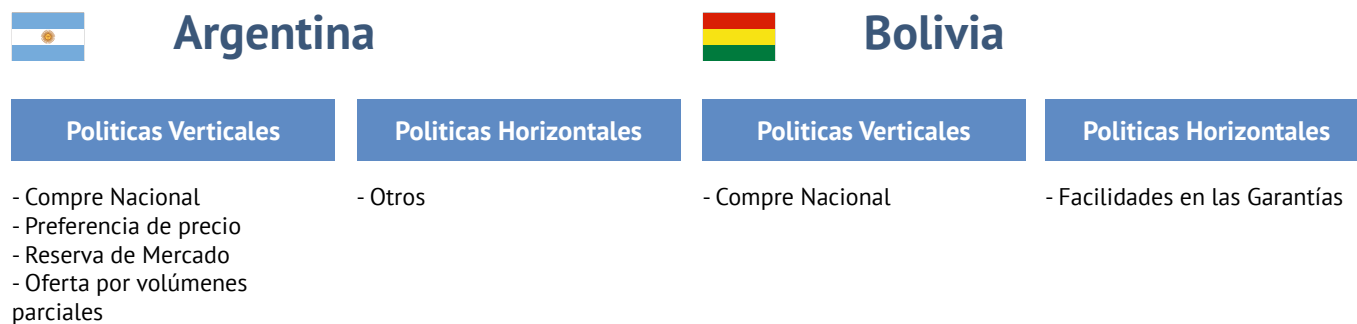 Argentina
Politicas Verticales
- Compre Nacional
- Preferencia de precio
- Reserva de Mercado
- Oferta por volúmenes
parciales
Politicas Horizontales
- Otros
Bolivia
Politicas Verticales
- Compre Nacional
Politicas Horizontales
- Facilidades en las Garantías